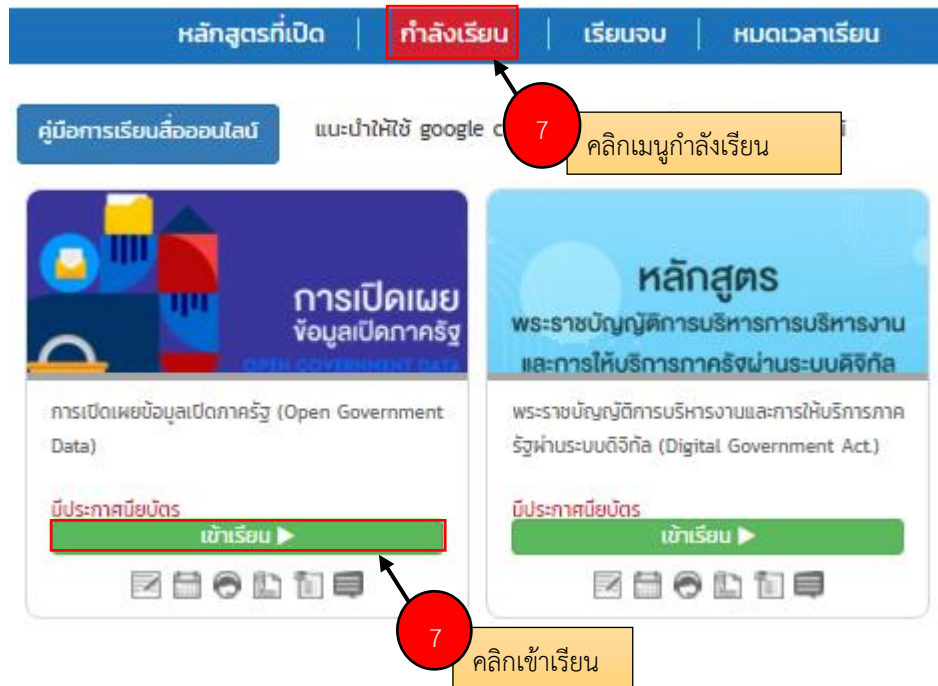 หลักสูตรที่เปิด | กำลังเรียน | เรียนจบ | หมดเวลาเรียน
คู่มือการเรียนสื่อออนไลน์
แนะนำให้ใช้ google c
7
คลิกเมนูกำลังเรียน
การเปิดเผย
ข้อมูลเปิดภาครัฐ
OPEN GOVERNMENT DATA
หลักสูตร
พระราชบัญญัติการบริหารการบริหารงาน
และการให้บริการภาครัฐผ่านระบบดิจิทัล
การเปิดเผยข้อมูลเปิดภาครัฐ (Open Government
Data)
มีประกาศนียบัตร
เข้าเรียน
พระราชบัญญัติการบริหารงานและการให้บริการภาค
รัฐผ่านระบบดิจิทัล (Digital Government Act.)
มีประกาศนียบัตร
เข้าเรียน
7
คลิกเข้าเรียน